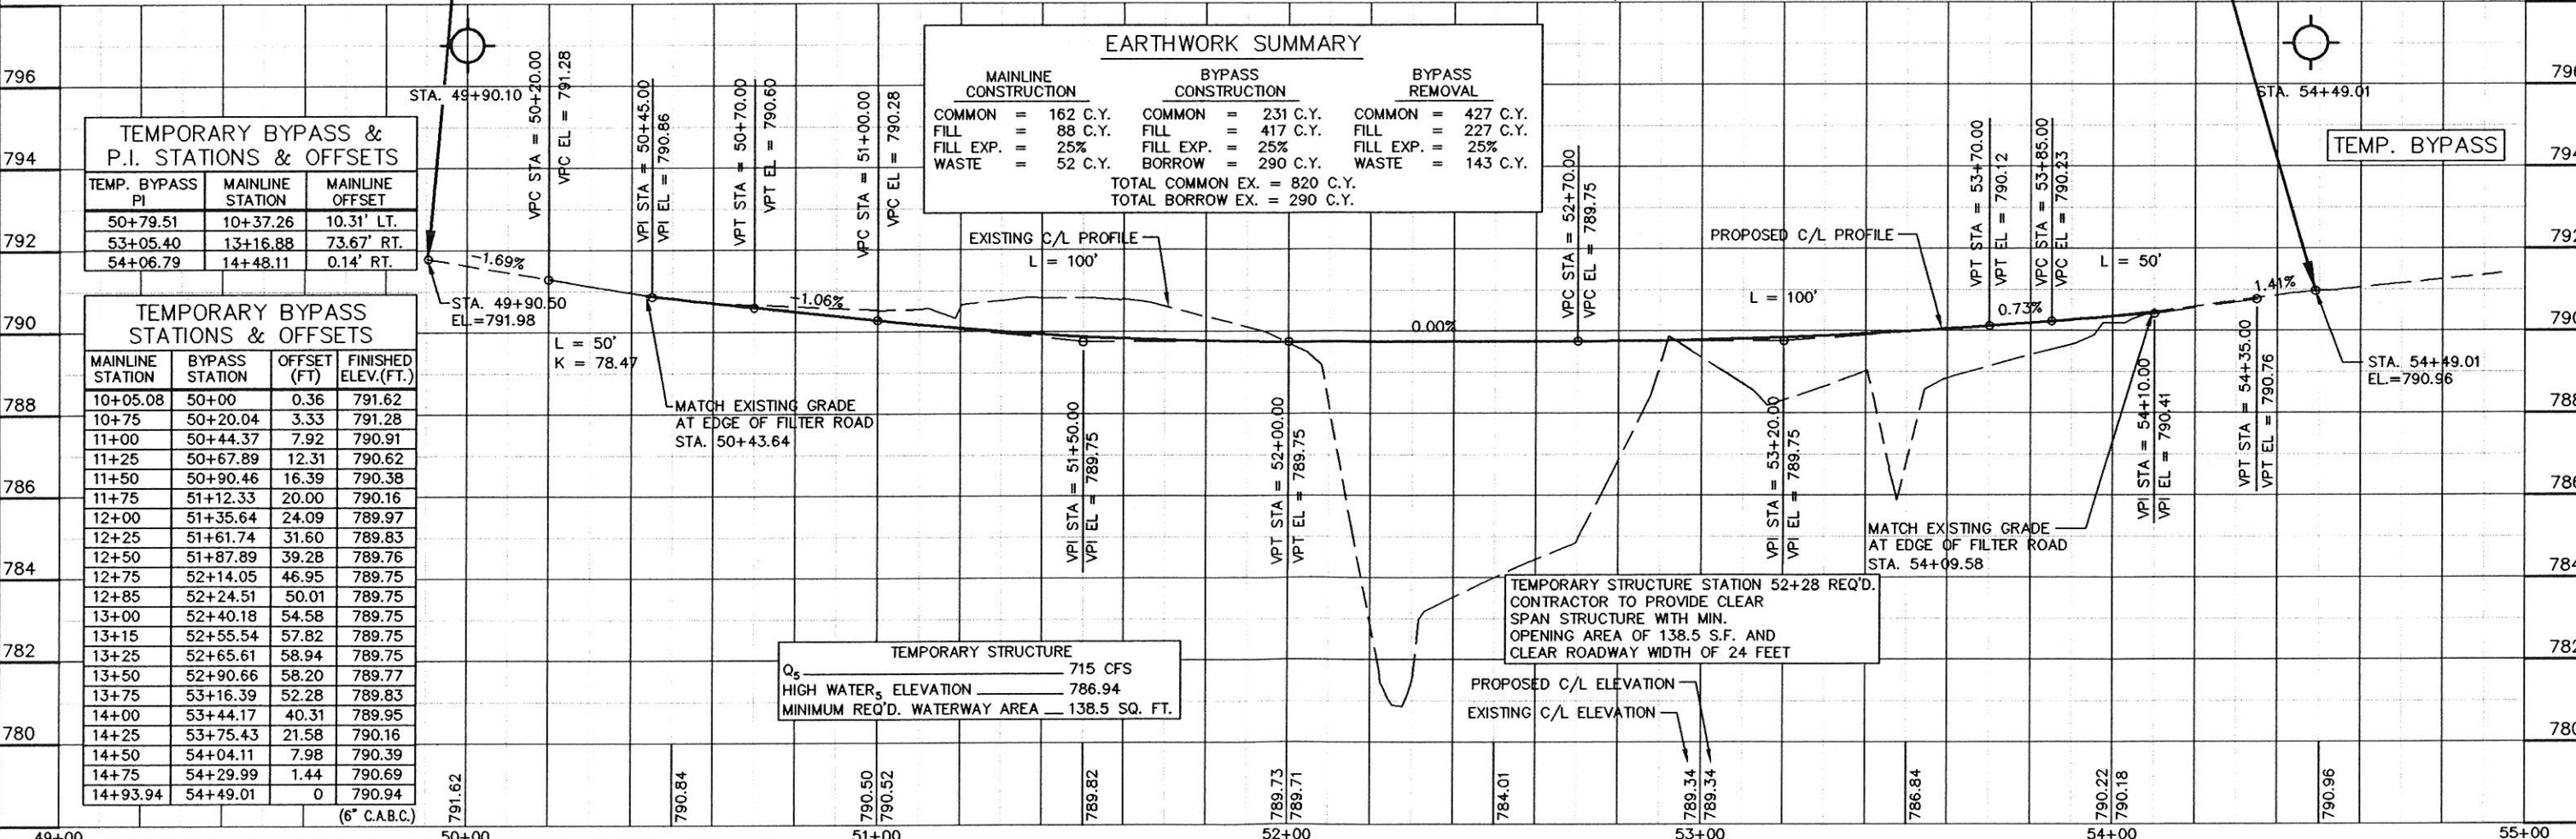 EARTHWORK SUMMARY
MAINLINE CONSTRUCTION
COMMON = 162 C.Y.
FILL = 88 C.Y.
FILL EXP. = 25%
WASTE = 52 C.Y.
BYPASS CONSTRUCTION
COMMON = 231 C.Y.
FILL = 417 C.Y.
FILL EXP. = 25%
BORROW = 290 C.Y.
BYPASS REMOVAL
COMMON = 427 C.Y.
FILL = 227 C.Y.
FILL EXP. = 25%
WASTE = 143 C.Y.
TOTAL COMMON EX. = 820 C.Y.
TOTAL BORROW EX. = 290 C.Y.
TEMP. BYPASS
TEMPORARY BYPASS &
P.I. STATIONS & OFFSETS
TEMP. BYPASS PI MAINLINE STATION MAINLINE OFFSET
50+79.51 10+37.26 10.31' LT.
53+05.40 13+16.88 73.67' RT.
54+06.79 14+48.11 0.14' RT.
TEMPORARY BYPASS
STATIONS & OFFSETS
MAINLINE STATION BYPASS STATION OFFSET (FT) FINISHED ELEV.(FT.)
10+05.08 50+00 0.36 791.62
10+75 50+20.04 3.33 791.28
11+00 50+44.37 7.92 790.91
11+25 50+67.89 12.31 790.62
11+50 50+90.46 16.39 790.38
11+75 51+12.33 20.00 790.16
12+00 51+35.64 24.09 789.97
12+25 51+61.74 31.60 789.83
12+50 51+87.89 39.28 789.76
12+75 52+14.05 46.95 789.75
12+85 52+24.51 50.01 789.75
13+00 52+40.18 54.58 789.75
13+15 52+55.54 57.82 789.75
13+25 52+65.61 58.94 789.75
13+50 52+90.66 58.20 789.77
13+75 53+16.39 52.28 789.83
14+00 53+44.17 40.31 789.95
14+25 53+75.43 21.58 790.16
14+50 54+04.11 7.98 790.39
14+75 54+29.99 1.44 790.69
14+93.94 54+49.01 0 790.94
(6" C.A.B.C.)
796
794
792
790
788
786
784
782
780
STA. 49+90.10
VPC STA = 50+20.00
VPC EL = 791.28
VPI STA = 50+45.00
VPI EL = 790.86
VPT STA = 50+70.00
VPT EL = 790.60
VPC STA = 51+00.00
VPC EL = 790.28
-1.69%
STA. 49+90.50
EL.=791.98
-1.06%
L = 50'
K = 78.47
MATCH EXISTING GRADE
AT EDGE OF FILTER ROAD
STA. 50+43.64
EXISTING C/L PROFILE
L = 100'
VPI STA = 51+50.00
VPI EL = 789.75
VPT STA = 52+00.00
VPT EL = 789.75
0.00%
VPC STA = 52+70.00
VPC EL = 789.75
PROPOSED C/L PROFILE
L = 100'
VPI STA = 53+20.00
VPI EL = 789.75
VPT STA = 53+70.00
VPT EL = 790.12
VPC STA = 53+85.00
VPC EL = 790.23
0.73%
L = 50'
1.41%
STA. 54+49.01
VPI STA = 54+10.00
VPI EL = 790.41
VPT STA = 54+35.00
VPT EL = 790.76
STA. 54+49.01
EL.=790.96
MATCH EXISTING GRADE
AT EDGE OF FILTER ROAD
STA. 54+09.58
TEMPORARY STRUCTURE
Q5 715 CFS
HIGH WATER5 ELEVATION 786.94
MINIMUM REQ'D. WATERWAY AREA 138.5 SQ. FT.
TEMPORARY STRUCTURE STATION 52+28 REQ'D.
CONTRACTOR TO PROVIDE CLEAR
SPAN STRUCTURE WITH MIN.
OPENING AREA OF 138.5 S.F. AND
CLEAR ROADWAY WIDTH OF 24 FEET
PROPOSED C/L ELEVATION
EXISTING C/L ELEVATION
791.62
790.84
790.50
790.52
789.82
789.73
789.71
784.01
789.34
789.34
786.84
790.22
790.18
790.96
49+00
50+00
51+00
52+00
53+00
54+00
55+00
796
794
792
790
788
786
784
782
780